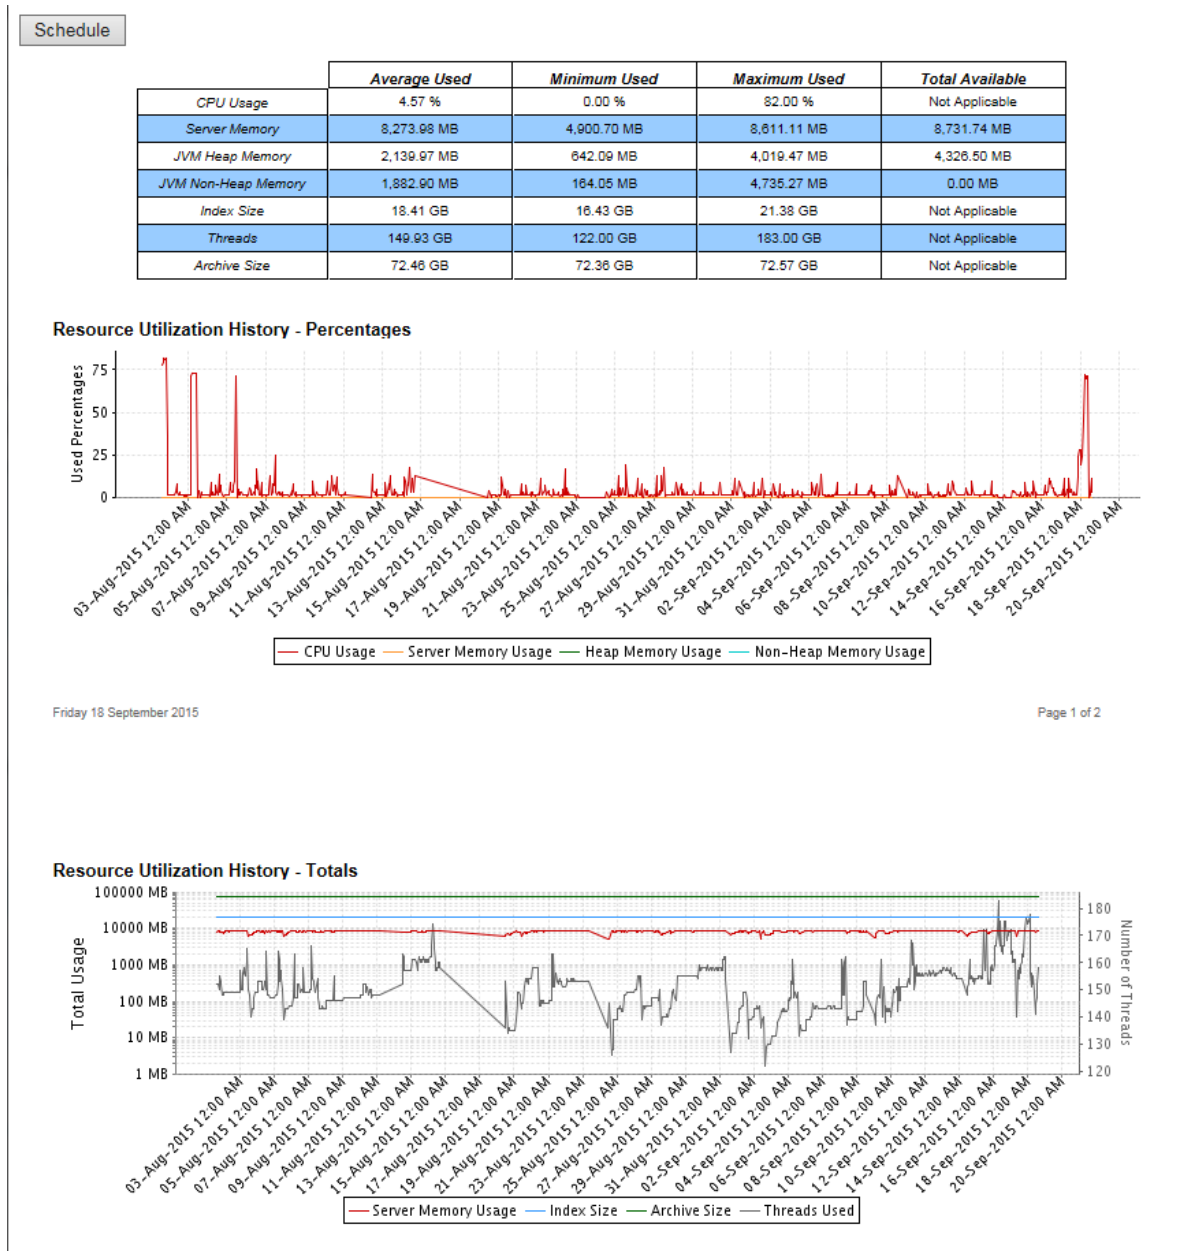 Schedule
Average Used Minimum Used Maximum Used Total Available
CPU Usage 4.57 % 0.00 % 82.00 % Not Applicable
Server Memory 8,273.98 MB 4,900.70 MB 8,611.11 MB 8,731.74 MB
JVM Heap Memory 2,139.97 MB 642.09 MB 4,019.47 MB 4,326.50 MB
JVM Non-Heap Memory 1,882.90 MB 164.05 MB 4,735.27 MB 0.00 MB
Index Size 18.41 GB 16.43 GB 21.38 GB Not Applicable
Threads 149.93 GB 122.00 GB 183.00 GB Not Applicable
Archive Size 72.46 GB 72.36 GB 72.57 GB Not Applicable
Resource Utilization History - Percentages
Used Percentages
75
50
25
0
03-Aug-2015 12:00 AM
05-Aug-2015 12:00 AM
07-Aug-2015 12:00 AM
09-Aug-2015 12:00 AM
11-Aug-2015 12:00 AM
13-Aug-2015 12:00 AM
15-Aug-2015 12:00 AM
17-Aug-2015 12:00 AM
19-Aug-2015 12:00 AM
21-Aug-2015 12:00 AM
23-Aug-2015 12:00 AM
25-Aug-2015 12:00 AM
27-Aug-2015 12:00 AM
29-Aug-2015 12:00 AM
31-Aug-2015 12:00 AM
02-Sep-2015 12:00 AM
04-Sep-2015 12:00 AM
06-Sep-2015 12:00 AM
08-Sep-2015 12:00 AM
10-Sep-2015 12:00 AM
12-Sep-2015 12:00 AM
14-Sep-2015 12:00 AM
16-Sep-2015 12:00 AM
18-Sep-2015 12:00 AM
20-Sep-2015 12:00 AM
CPU Usage Server Memory Usage Heap Memory Usage Non-Heap Memory Usage
Friday 18 September 2015 Page 1 of 2
Resource Utilization History - Totals
Total Usage
100000 MB
10000 MB
1000 MB
100 MB
10 MB
1 MB
180
170
160
150
140
130
120
Number of Threads
03-Aug-2015 12:00 AM
05-Aug-2015 12:00 AM
07-Aug-2015 12:00 AM
09-Aug-2015 12:00 AM
11-Aug-2015 12:00 AM
13-Aug-2015 12:00 AM
15-Aug-2015 12:00 AM
17-Aug-2015 12:00 AM
19-Aug-2015 12:00 AM
21-Aug-2015 12:00 AM
23-Aug-2015 12:00 AM
25-Aug-2015 12:00 AM
27-Aug-2015 12:00 AM
29-Aug-2015 12:00 AM
31-Aug-2015 12:00 AM
02-Sep-2015 12:00 AM
04-Sep-2015 12:00 AM
06-Sep-2015 12:00 AM
08-Sep-2015 12:00 AM
10-Sep-2015 12:00 AM
12-Sep-2015 12:00 AM
14-Sep-2015 12:00 AM
16-Sep-2015 12:00 AM
18-Sep-2015 12:00 AM
20-Sep-2015 12:00 AM
Server Memory Usage Index Size Archive Size Threads Used